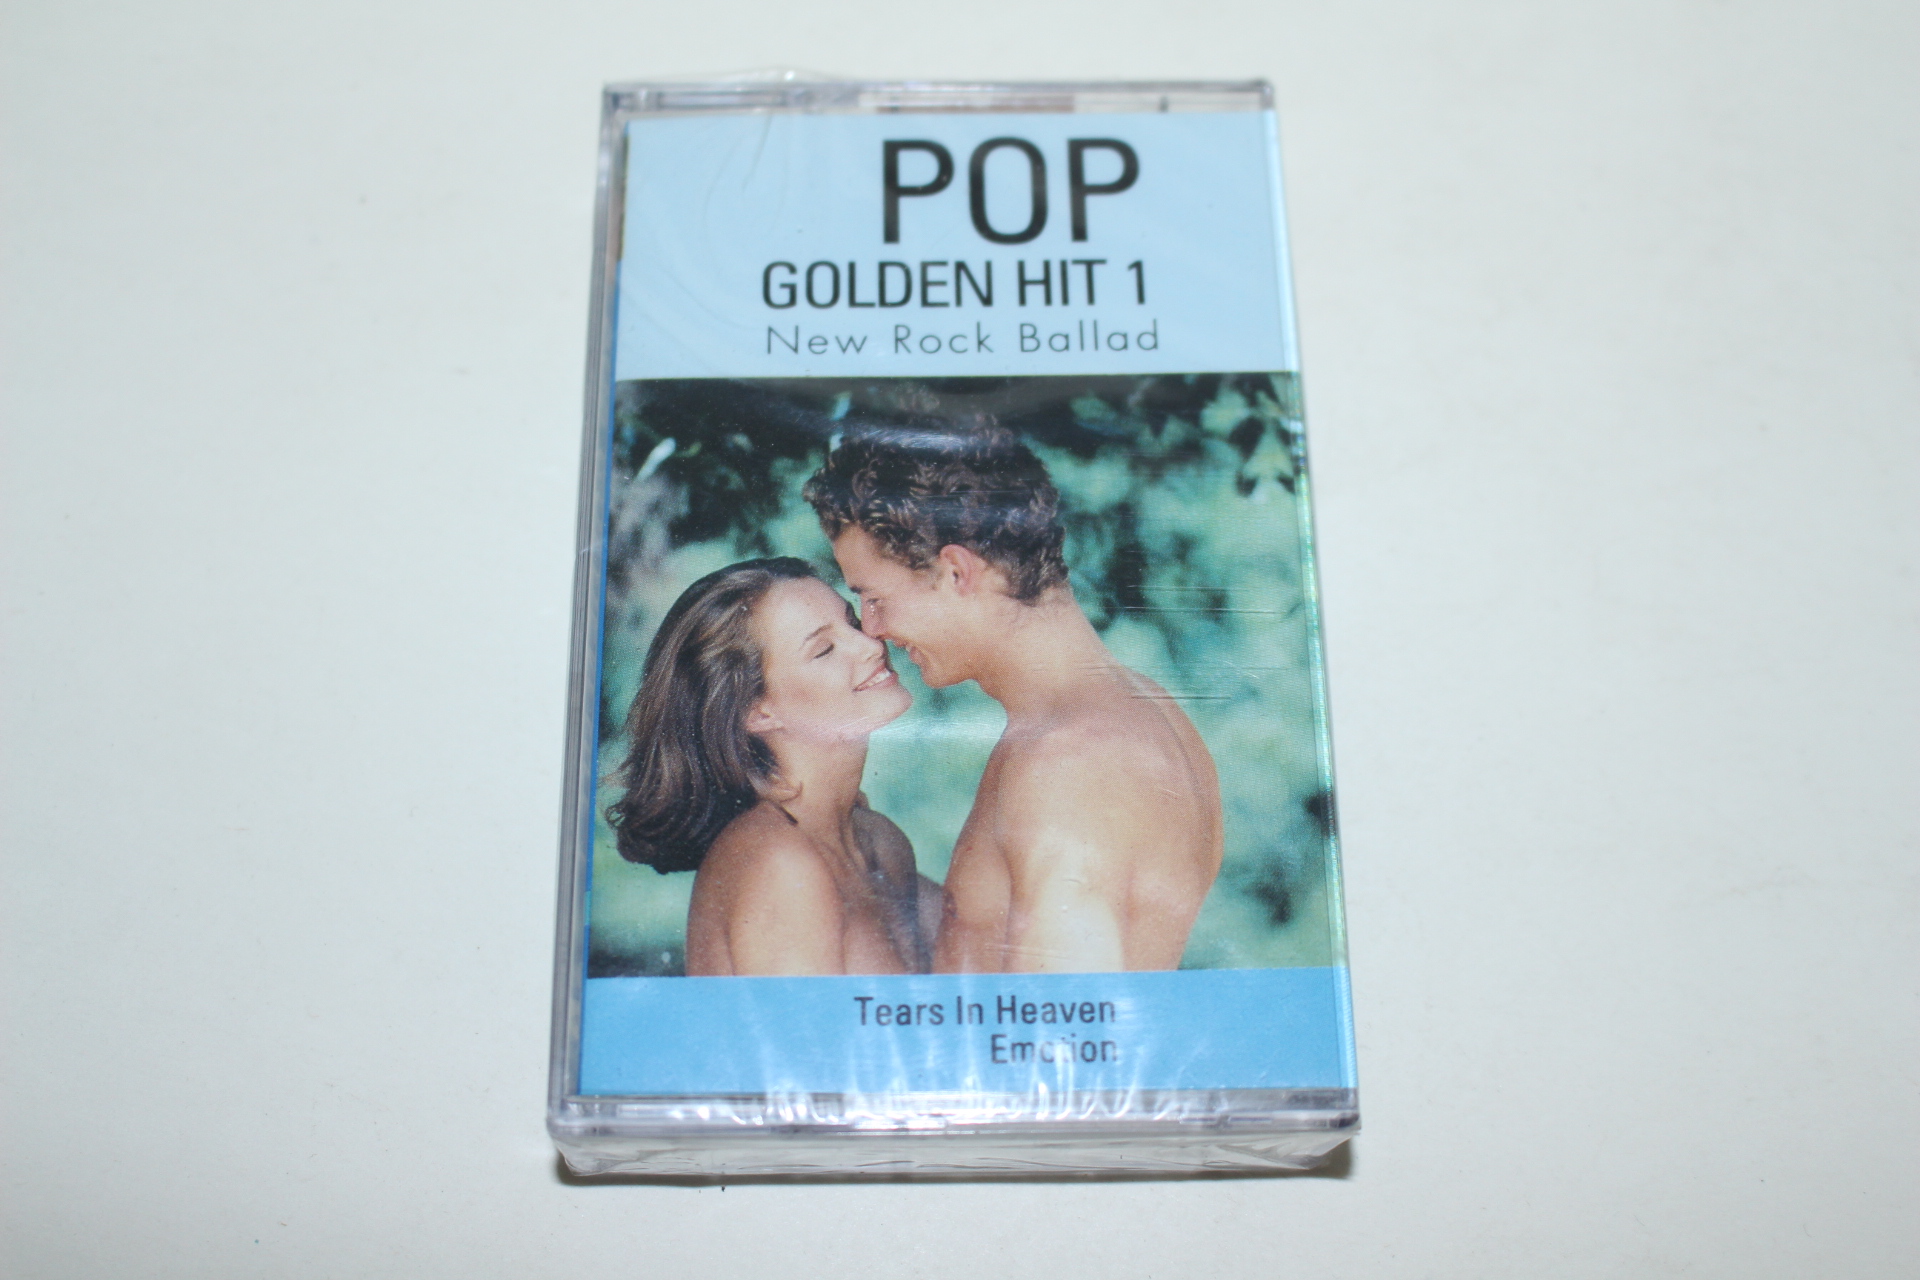 POP
GOLDEN HIT 1
New Rock Ballad
Tears In Heaven
Emotion